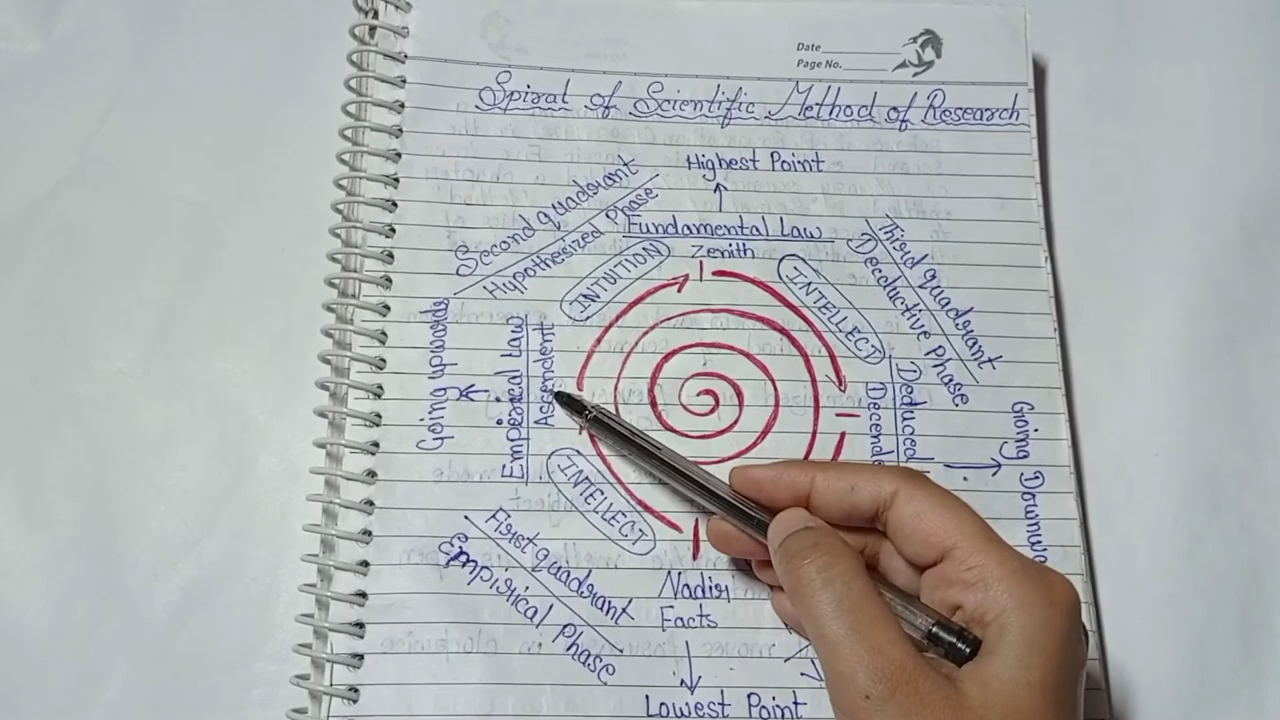 Date
Page No.
Spiral of Scientific Method of Research
Highest Point
Fundamental Law
Zenith
Second quadrant
Hypothesized Phase
INTUITION
INTELLECT
Third quadrant
Deductive Phase
Going upwards
Empirical Law
Ascendent
Deduced
Decend
Going Downw
INTELLECT
First quadrant
Empirical Phase
Nadir
Facts
Lowest Point